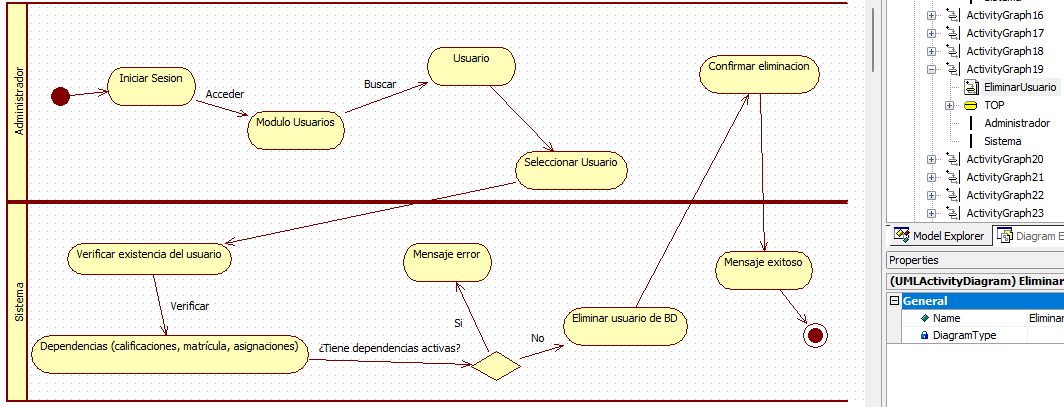 Administrador
Iniciar Sesion
Acceder
Modulo Usuarios
Buscar
Usuario
Seleccionar Usuario
Confirmar eliminacion
Sistema
Verificar existencia del usuario
Verificar
Dependencias (calificaciones, matrícula, asignaciones)
¿Tiene dependencias activas?
Si
Mensaje error
No
Eliminar usuario de BD
Mensaje exitoso
ActivityGraph16
ActivityGraph17
ActivityGraph18
ActivityGraph19
EliminarUsuario
TOP
Administrador
Sistema
ActivityGraph20
ActivityGraph21
ActivityGraph22
ActivityGraph23
Model Explorer
Diagram E
Properties
(UMLActivityDiagram) Eliminar
General
Name
Eliminar
DiagramType